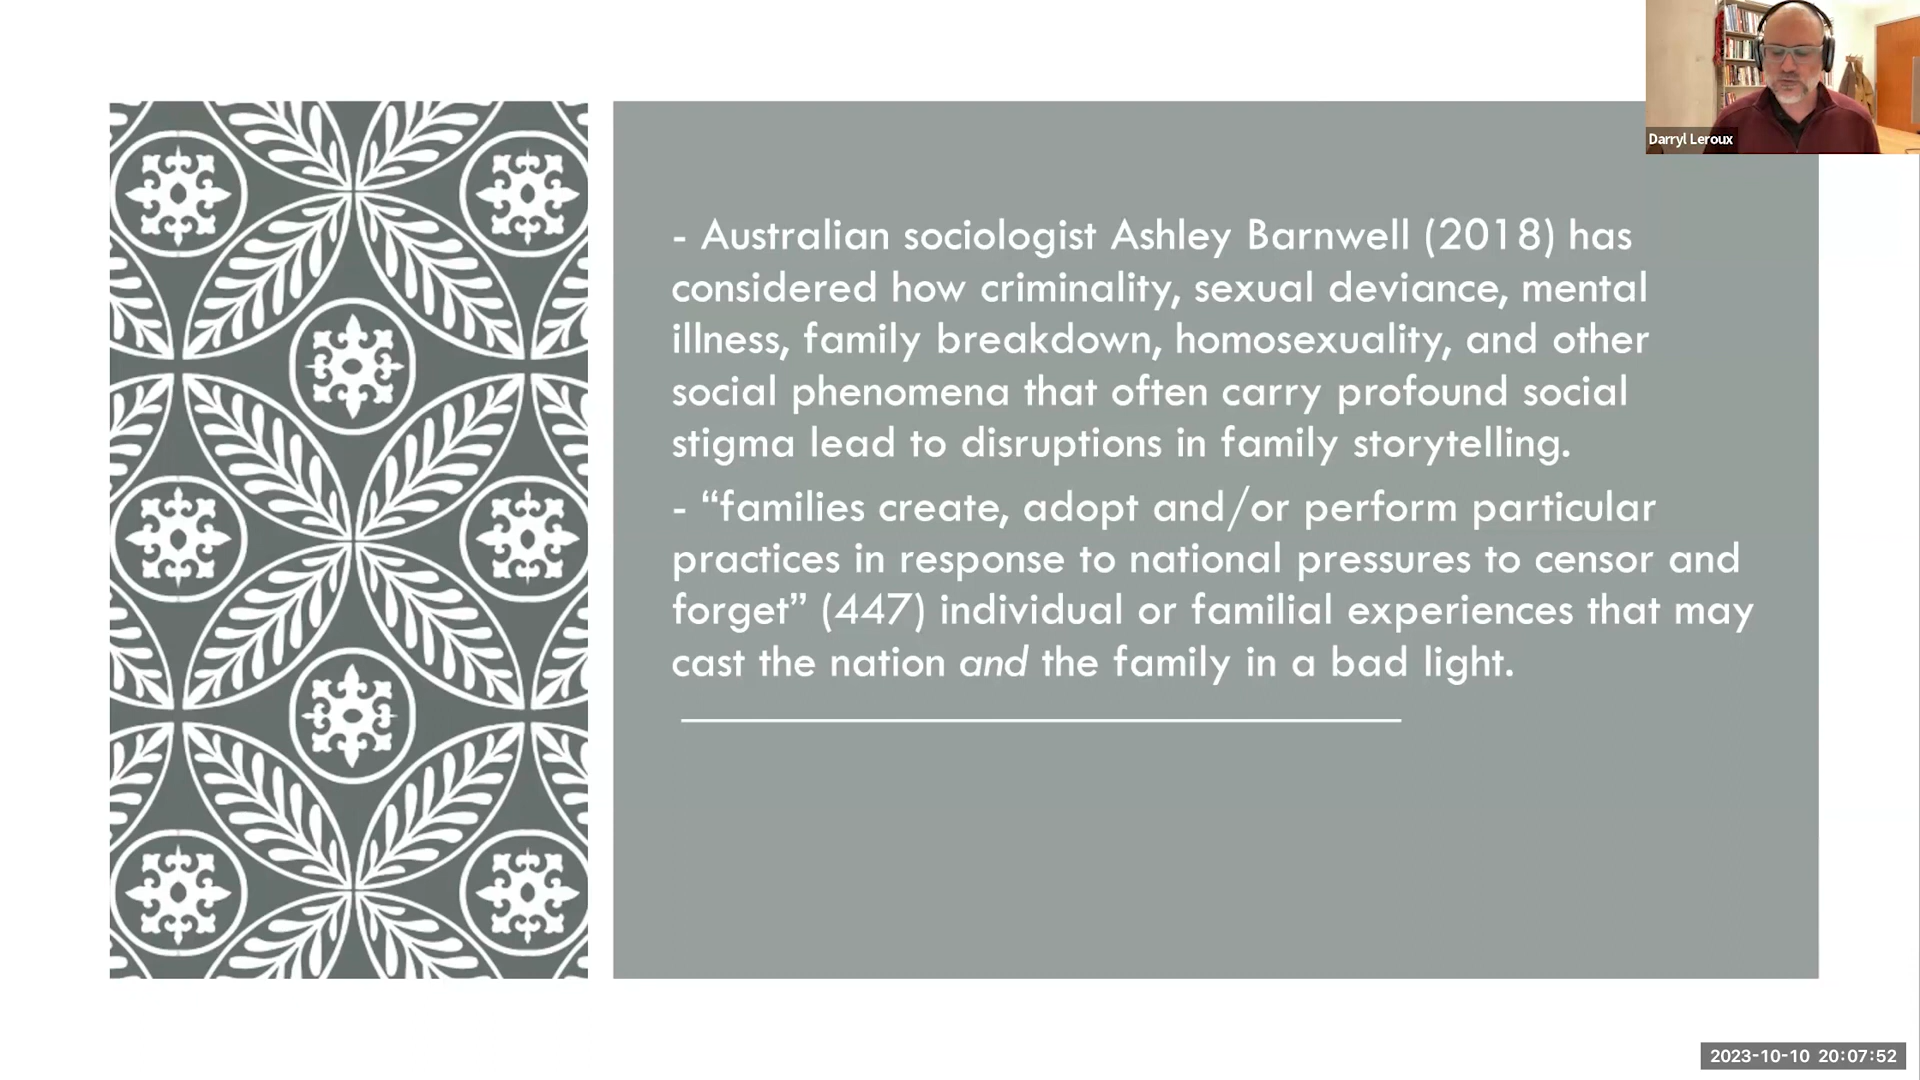 Darryl Leroux
- Australian sociologist Ashley Barnwell (2018) has
considered how criminality, sexual deviance, mental
illness, family breakdown, homosexuality, and other
social phenomena that often carry profound social
stigma lead to disruptions in family storytelling.
- “families create, adopt and/or perform particular
practices in response to national pressures to censor and
forget” (447) individual or familial experiences that may
cast the nation and the family in a bad light.
2023-10-10 20:07:52